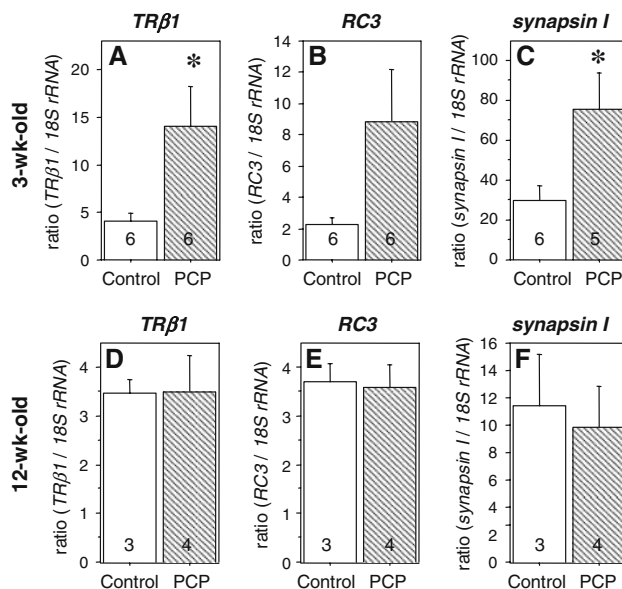 TRβ1 RC3 synapsin I
3-wk-old
A
*
ratio (TRβ1 / 18S rRNA)
20
15
10
5
0
6 6
Control PCP
B
ratio (RC3 / 18S rRNA)
14
12
10
8
6
4
2
0
6 6
Control PCP
C
*
ratio (synapsin I / 18S rRNA)
100
80
60
40
20
0
6 5
Control PCP
TRβ1 RC3 synapsin I
12-wk-old
D
ratio (TRβ1 / 18S rRNA)
4
3
2
1
0
3 4
Control PCP
E
ratio (RC3 / 18S rRNA)
4
3
2
1
0
3 4
Control PCP
F
ratio (synapsin I / 18S rRNA)
16
14
12
10
8
6
4
2
0
3 4
Control PCP